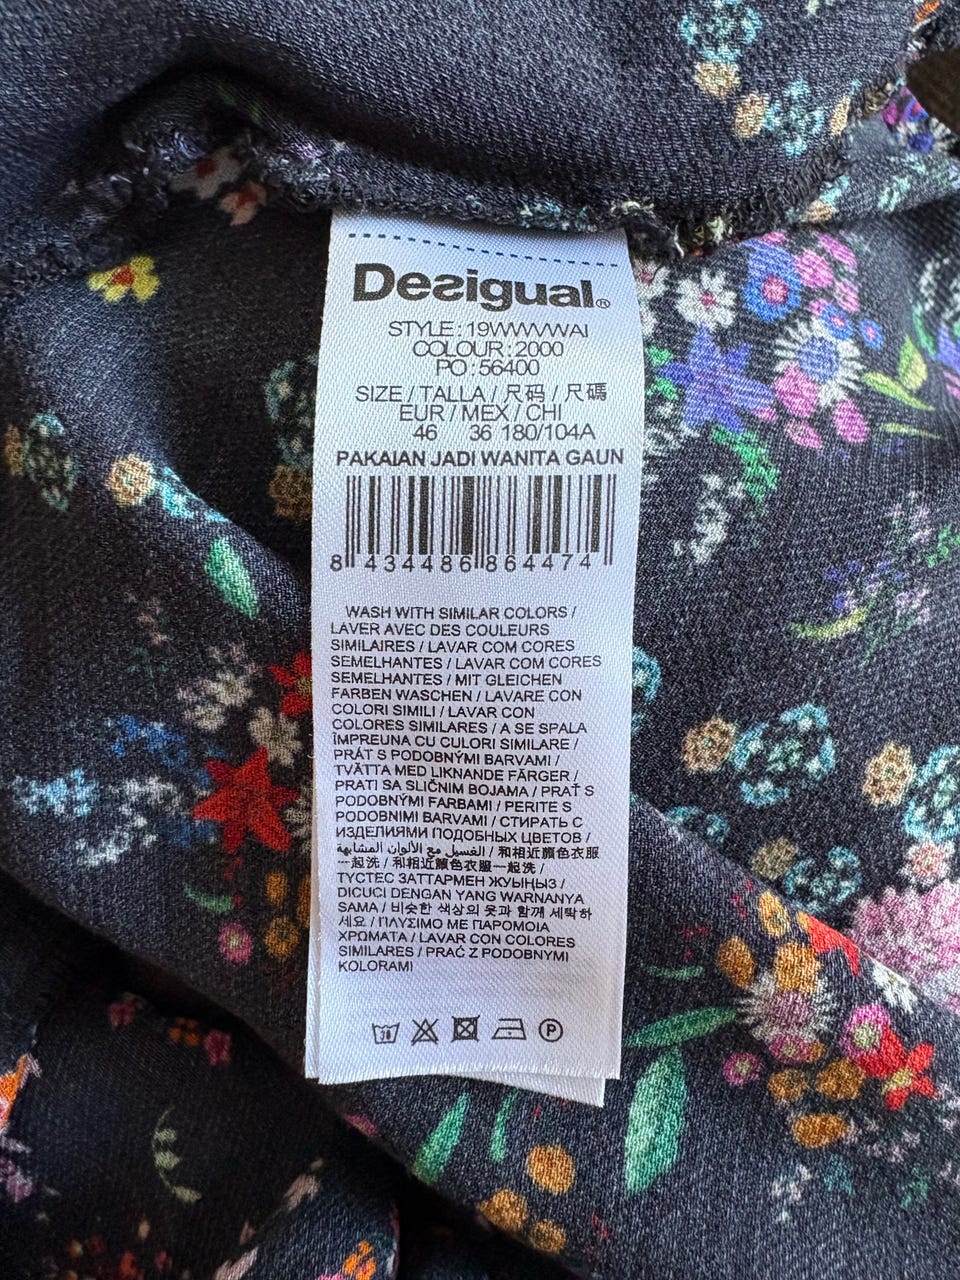 Desigual®
STYLE : 19WWVWAI
COLOUR : 2000
PO : 56400
SIZE / TALLA / 尺码 / 尺碼
EUR / MEX / CHI
46 36 180/104A
PAKAIAN JADI WANITA GAUN
8 434486 864474
WASH WITH SIMILAR COLORS /
LAVER AVEC DES COULEURS
SIMILAIRES / LAVAR COM CORES
SEMELHANTES / LAVAR COM CORES
SEMELHANTES / MIT GLEICHEN
FARBEN WASCHEN / LAVARE CON
COLORI SIMILI / LAVAR CON
COLORES SIMILARES / A SE SPALA
ÎMPREUNA CU CULORI SIMILARE /
PRÁT S PODOBNÝMI BARVAMI /
TVÄTTA MED LIKNANDE FÄRGER /
PRATI SA SLIČNIM BOJAMA / PRAŤ S
PODOBNÝMI FARBAMI / PERITE S
PODOBNIMI BARVAMI / СТИРАТЬ С
ИЗДЕЛИЯМИ ПОДОБНЫХ ЦВЕТОВ /
الغسيل مع الألوان المشابهة / 和相近顏色衣服
一起洗 / 和相近颜色衣服一起洗 /
ТҮСТЕС ЗАТТАРМЕН ЖУЫҢЫЗ /
DICUCI DENGAN YANG WARNANYA
SAMA / 비슷한 색상의 옷과 함께 세탁하
세요 / ΠΛΥΣΙΜΟ ΜΕ ΠΑΡΟΜΟΙΑ
ΧΡΩΜΑΤΑ / LAVAR CON COLORES
SIMILARES / PRAĆ Z PODOBNYMI
KOLORAMI
30
P